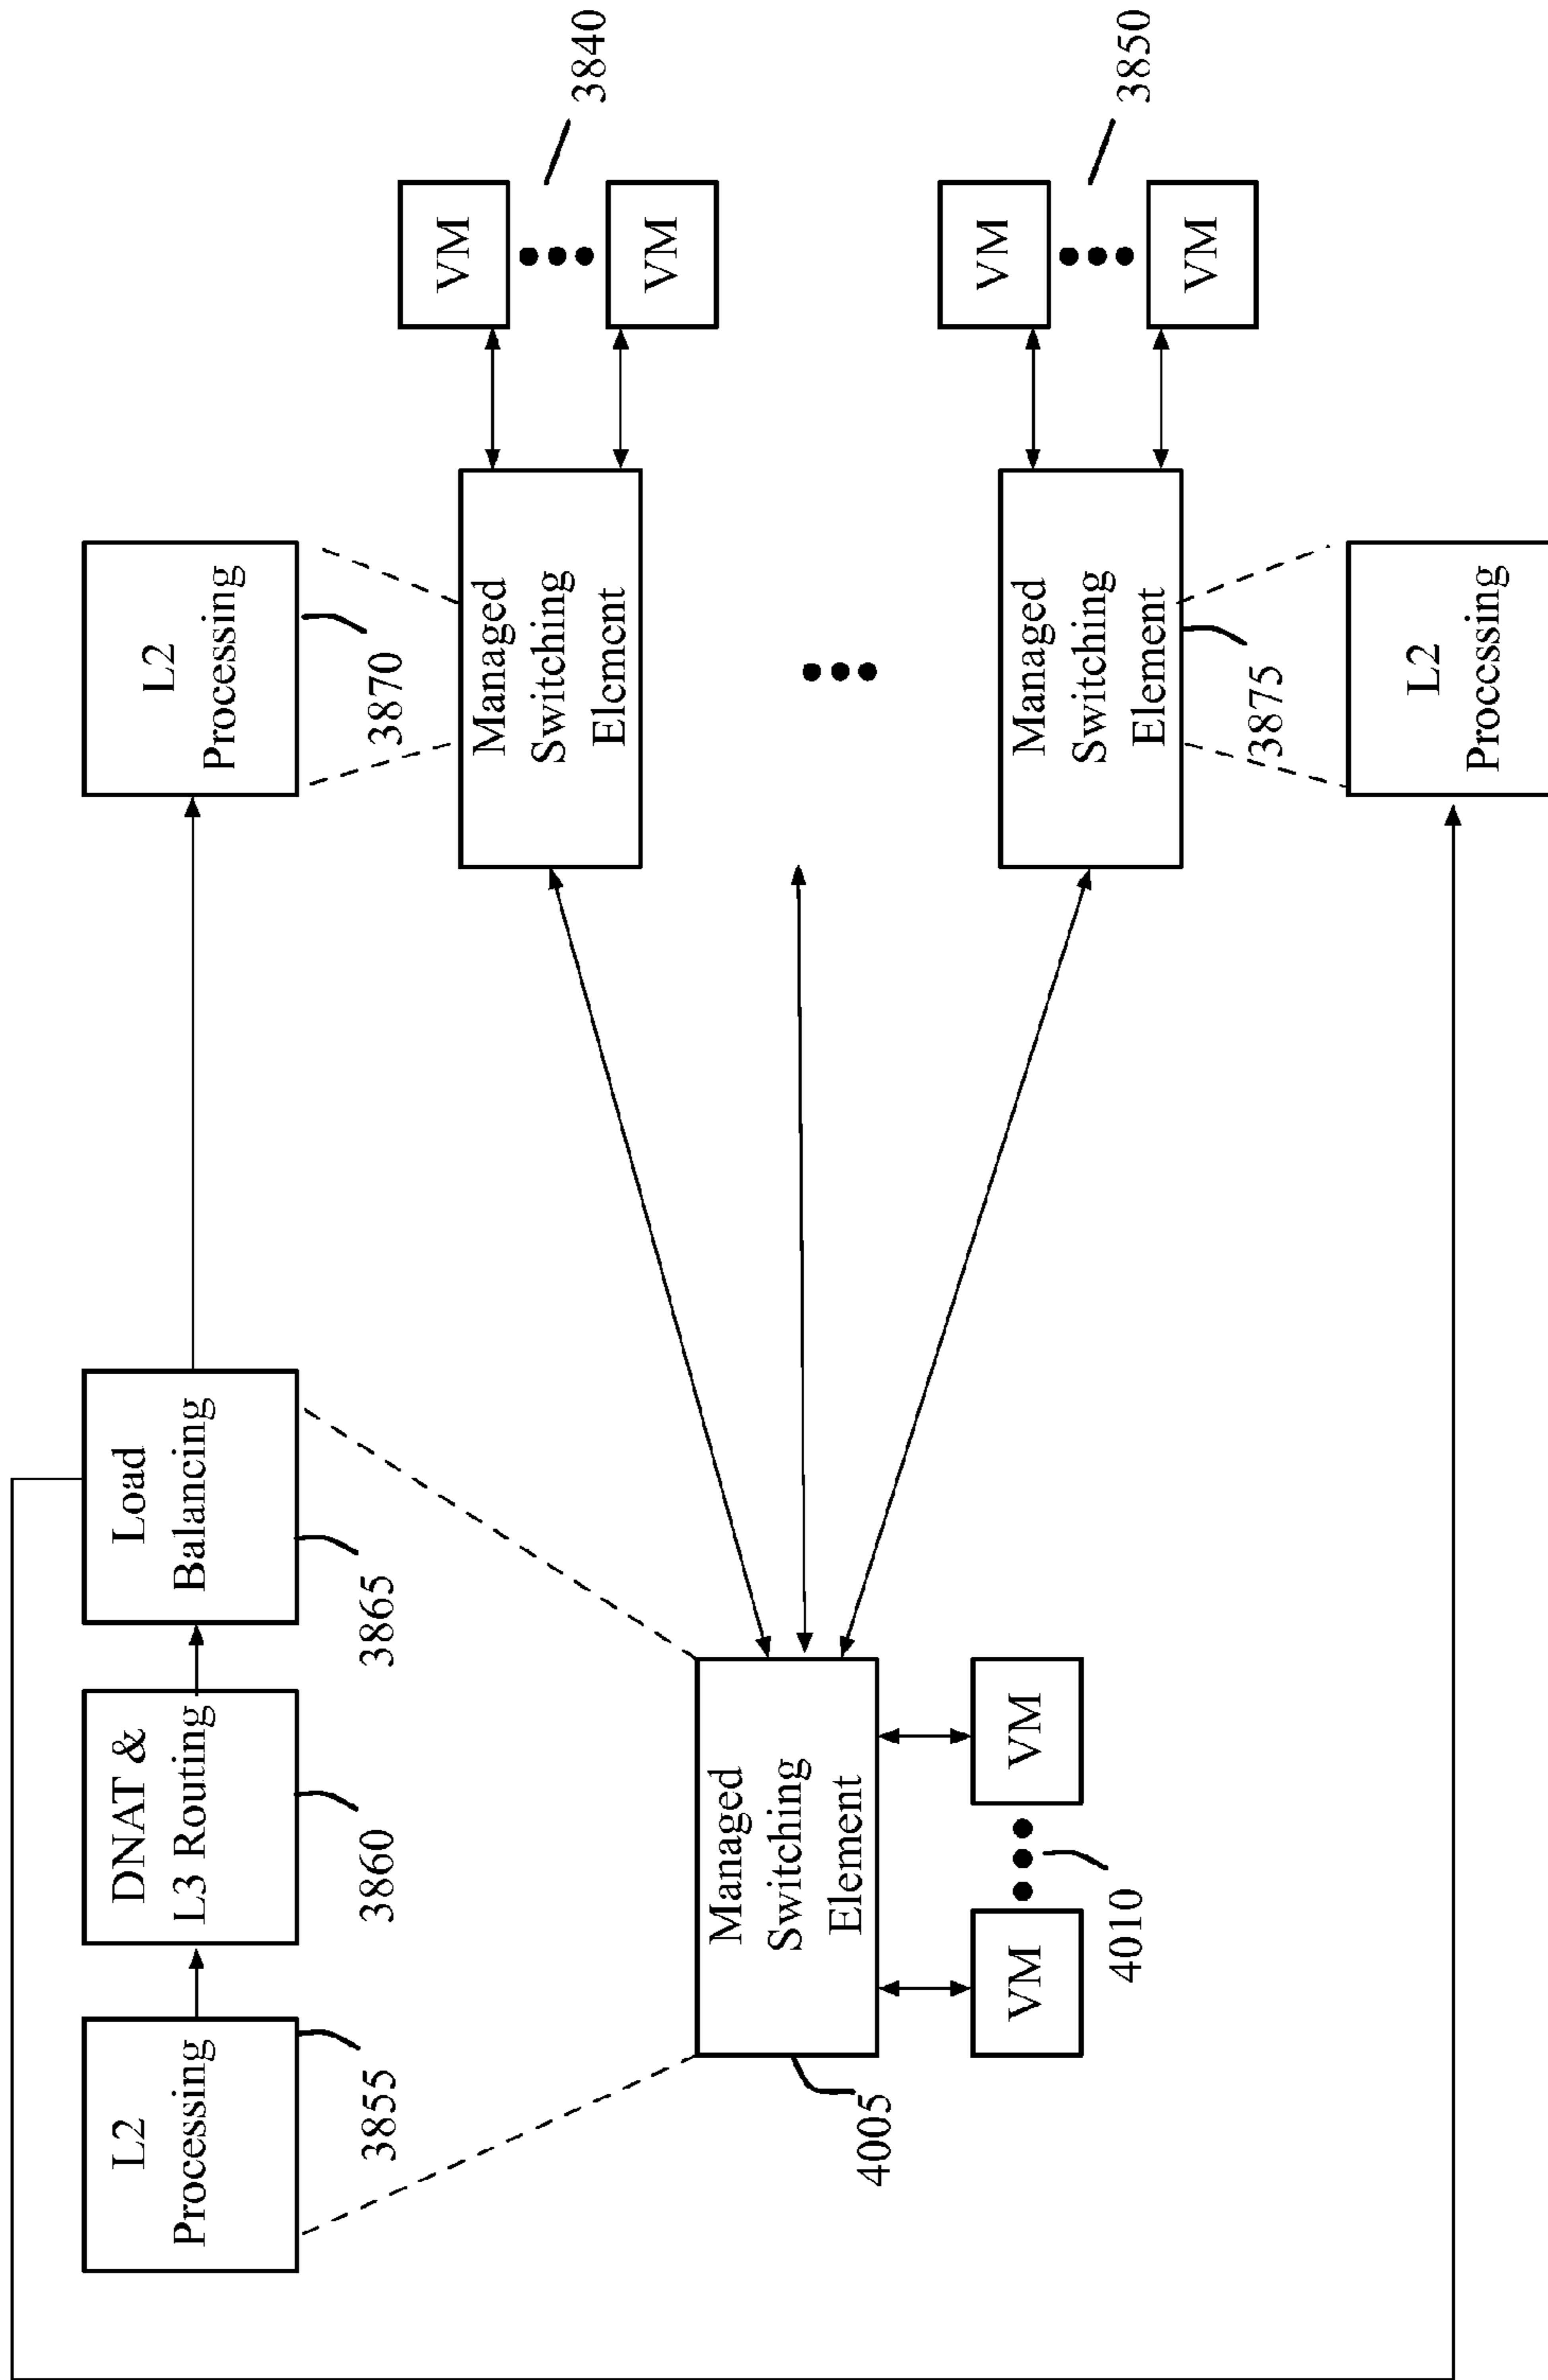 L2
Processing
3855
DNAT &
L3 Routing
3860
Load
Balancing
3865
L2
Processing
3870
Managed
Switching
Element
VM
VM
3840
Managed
Switching
Element
4005
VM
VM
4010
Managed
Switching
Element
3875
VM
VM
3850
L2
Processing